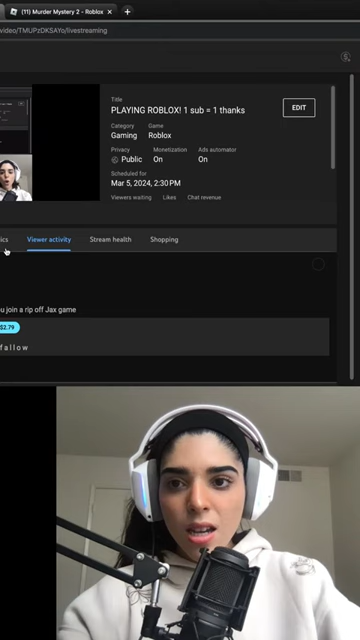 (11) Murder Mystery 2 - Roblox
video/TMUPzDKSAYo/livestreaming
Title
PLAYING ROBLOX! 1 sub = 1 thanks
EDIT
Category
Game
Gaming
Roblox
Privacy
Monetization
Ads automator
Public
On
On
Scheduled for
Mar 5, 2024, 2:30 PM
Viewers waiting
Likes
Chat revenue
ics
Viewer activity
Stream health
Shopping
u join a rip off Jax game
$2.79
f a l l o w